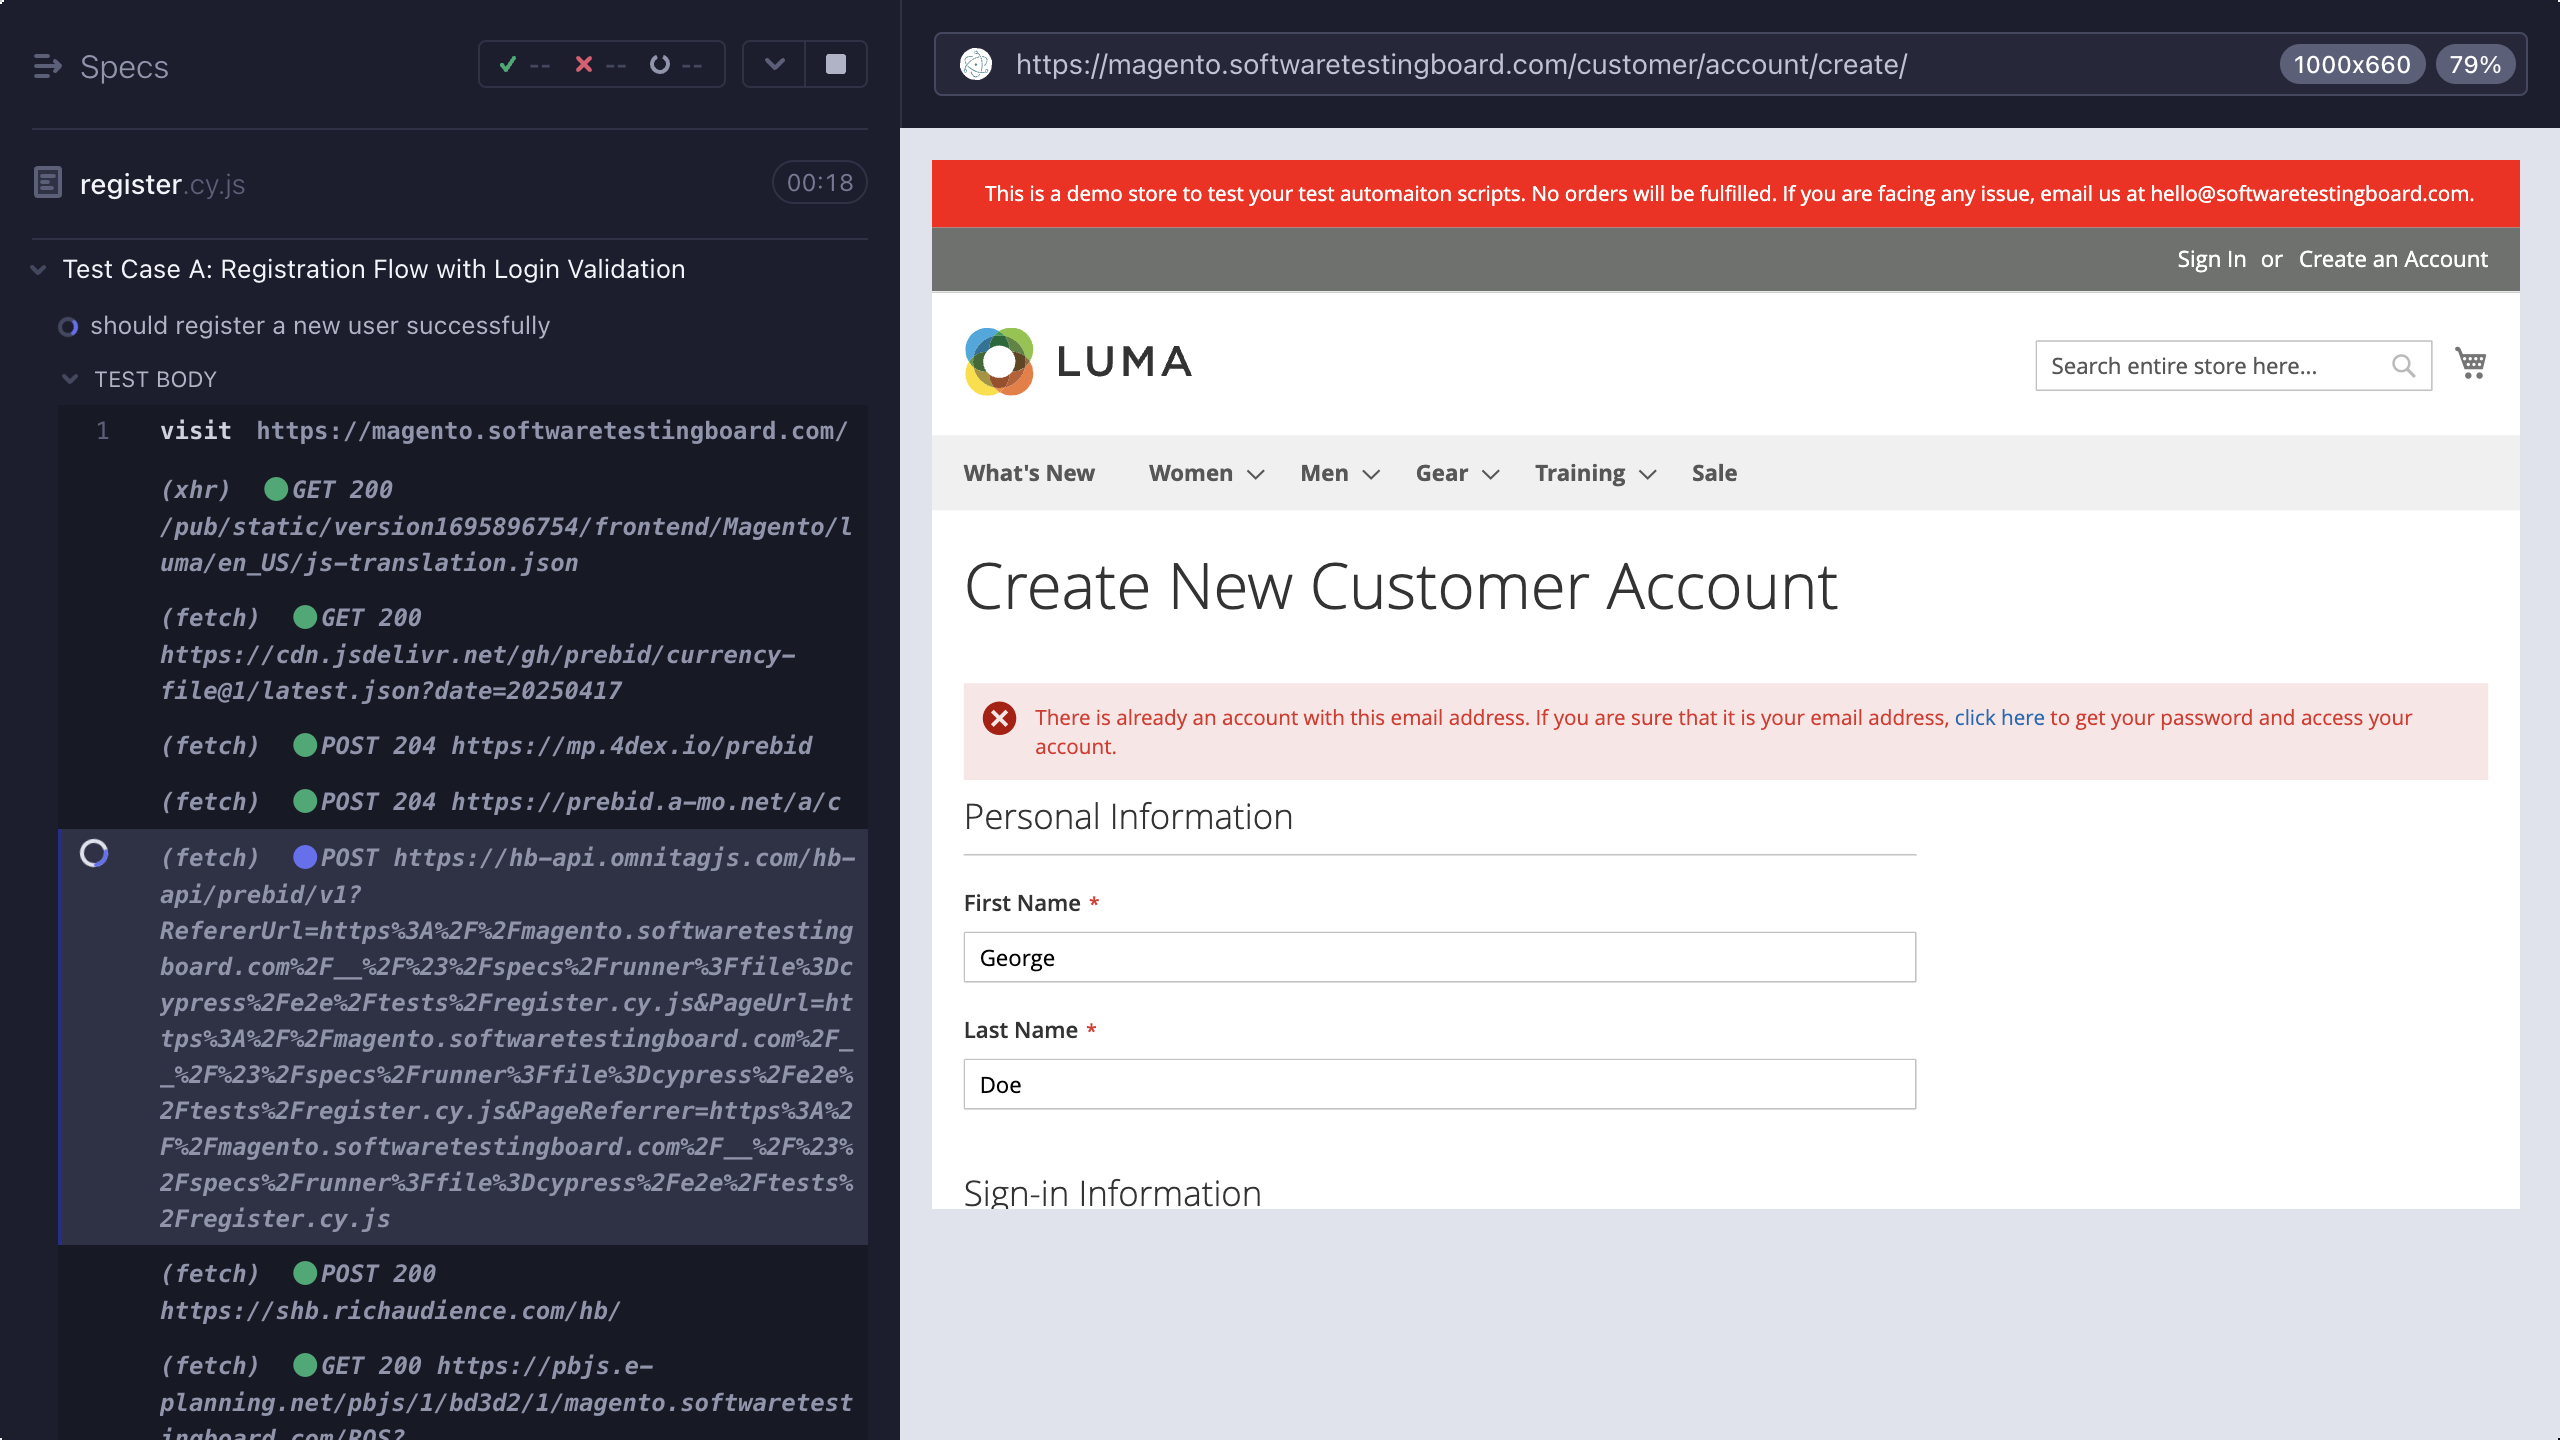 Specs
-- -- --
register.cy.js
00:18
Test Case A: Registration Flow with Login Validation
should register a new user successfully
TEST BODY
1 visit https://magento.softwaretestingboard.com/
(xhr) GET 200
/pub/static/version1695896754/frontend/Magento/l
uma/en_US/js-translation.json
(fetch) GET 200
https://cdn.jsdelivr.net/gh/prebid/currency-
file@1/latest.json?date=20250417
(fetch) POST 204 https://mp.4dex.io/prebid
(fetch) POST 204 https://prebid.a-mo.net/a/c
(fetch) POST https://hb-api.omnitagjs.com/hb-
api/prebid/v1?
RefererUrl=https%3A%2F%2Fmagento.softwaretesting
board.com%2F__%2F%23%2Fspecs%2Frunner%3Ffile%3Dc
ypress%2Fe2e%2Ftests%2Fregister.cy.js&PageUrl=ht
tps%3A%2F%2Fmagento.softwaretestingboard.com%2F_
_%2F%23%2Fspecs%2Frunner%3Ffile%3Dcypress%2Fe2e%
2Ftests%2Fregister.cy.js&PageReferrer=https%3A%2
F%2Fmagento.softwaretestingboard.com%2F__%2F%23%
2Fspecs%2Frunner%3Ffile%3Dcypress%2Fe2e%2Ftests%
2Fregister.cy.js
(fetch) POST 200
https://shb.richaudience.com/hb/
(fetch) GET 200 https://pbjs.e-
planning.net/pbjs/1/bd3d2/1/magento.softwaretest
ingboard.com/ROS?
https://magento.softwaretestingboard.com/customer/account/create/
1000x660
79%
This is a demo store to test your test automaiton scripts. No orders will be fulfilled. If you are facing any issue, email us at hello@softwaretestingboard.com.
Sign In or Create an Account
LUMA
Search entire store here...
What's New Women Men Gear Training Sale
Create New Customer Account
There is already an account with this email address. If you are sure that it is your email address, click here to get your password and access your
account.
Personal Information
First Name *
George
Last Name *
Doe
Sign-in Information